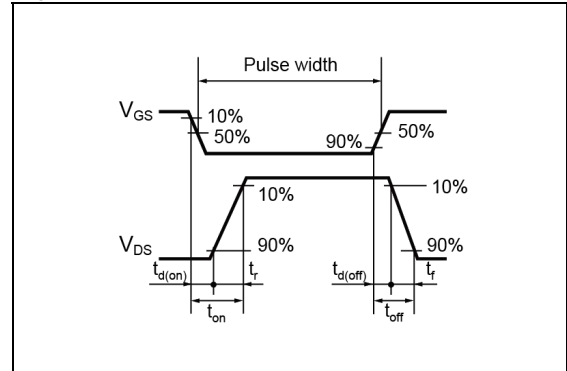 Pulse width
VGS
10%
50%
90%
50%
10%
10%
VDS
90%
90%
td(on)
tr
td(off)
tf
ton
toff